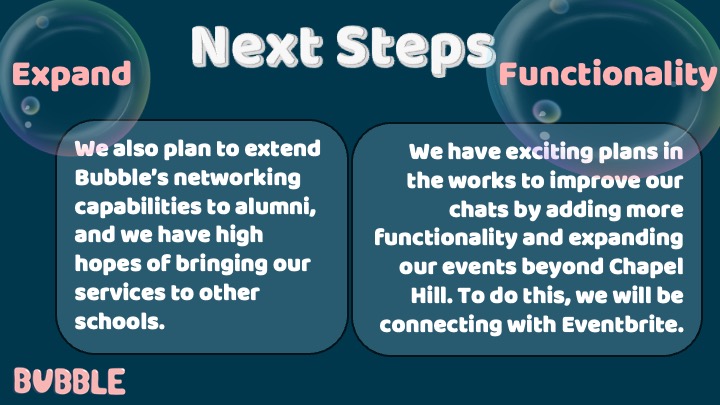 Next Steps
Expand
We also plan to extend
Bubble's networking
capabilities to alumni,
and we have high
hopes of bringing our
services to other
schools.
Functionality
We have exciting plans in
the works to improve our
chats by adding more
functionality and expanding
our events beyond Chapel
Hill. To do this, we will be
connecting with Eventbrite.
BUBBLE